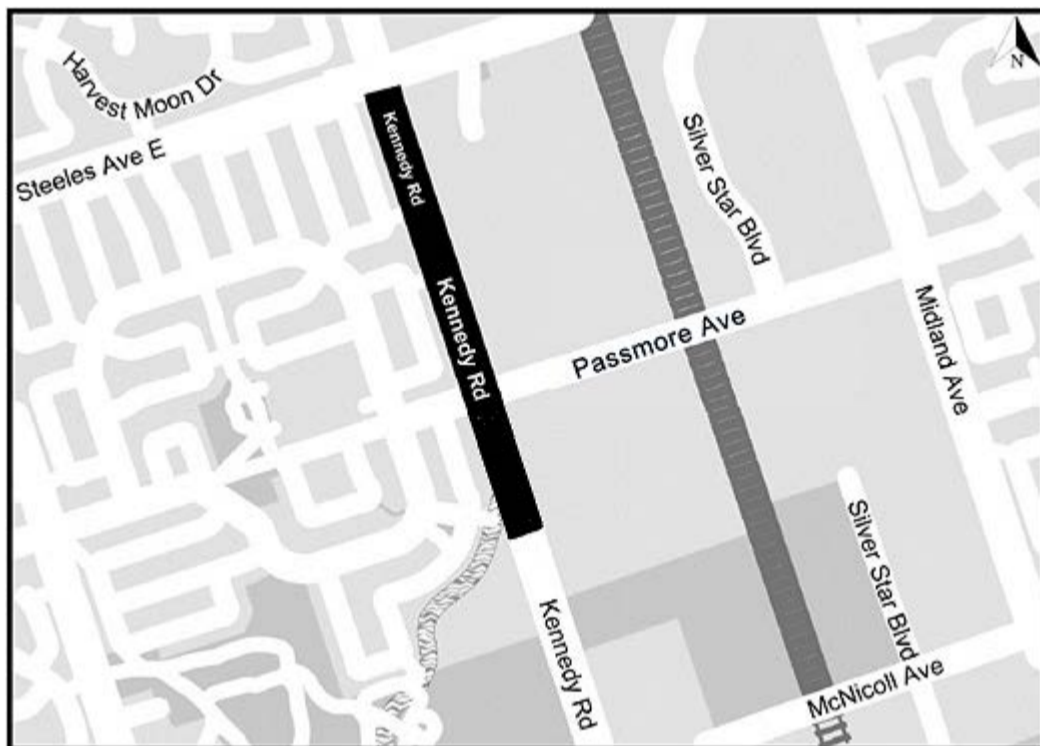 Harvest Moon Dr
N
Steeles Ave E
Kennedy Rd
Silver Star Blvd
Kennedy Rd
Passmore Ave
Midland Ave
Silver Star Blvd
Kennedy Rd
McNicoll Ave